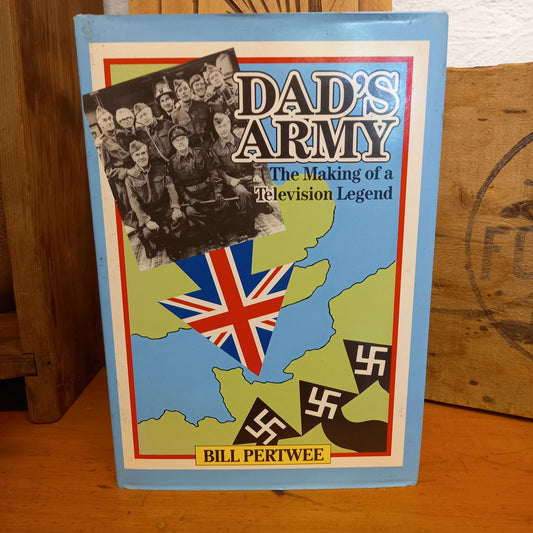 DAD'S
ARMY
The Making of a
Television Legend
BILL PERTWEE